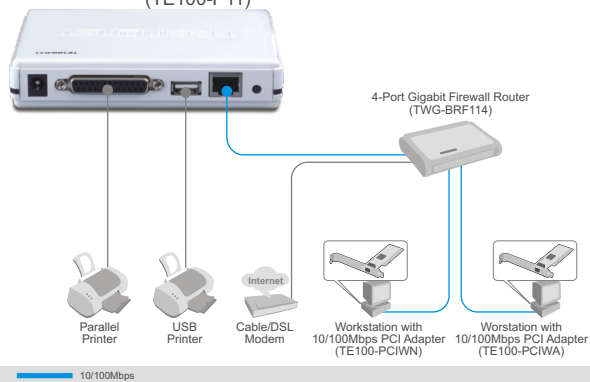 (TE100-P11)
4-Port Gigabit Firewall Router
(TWG-BRF114)
Internet
Parallel
Printer
USB
Printer
Cable/DSL
Modem
Workstation with
10/100Mbps PCI Adapter
(TE100-PCIWN)
Worstation with
10/100Mbps PCI Adapter
(TE100-PCIWA)
10/100Mbps